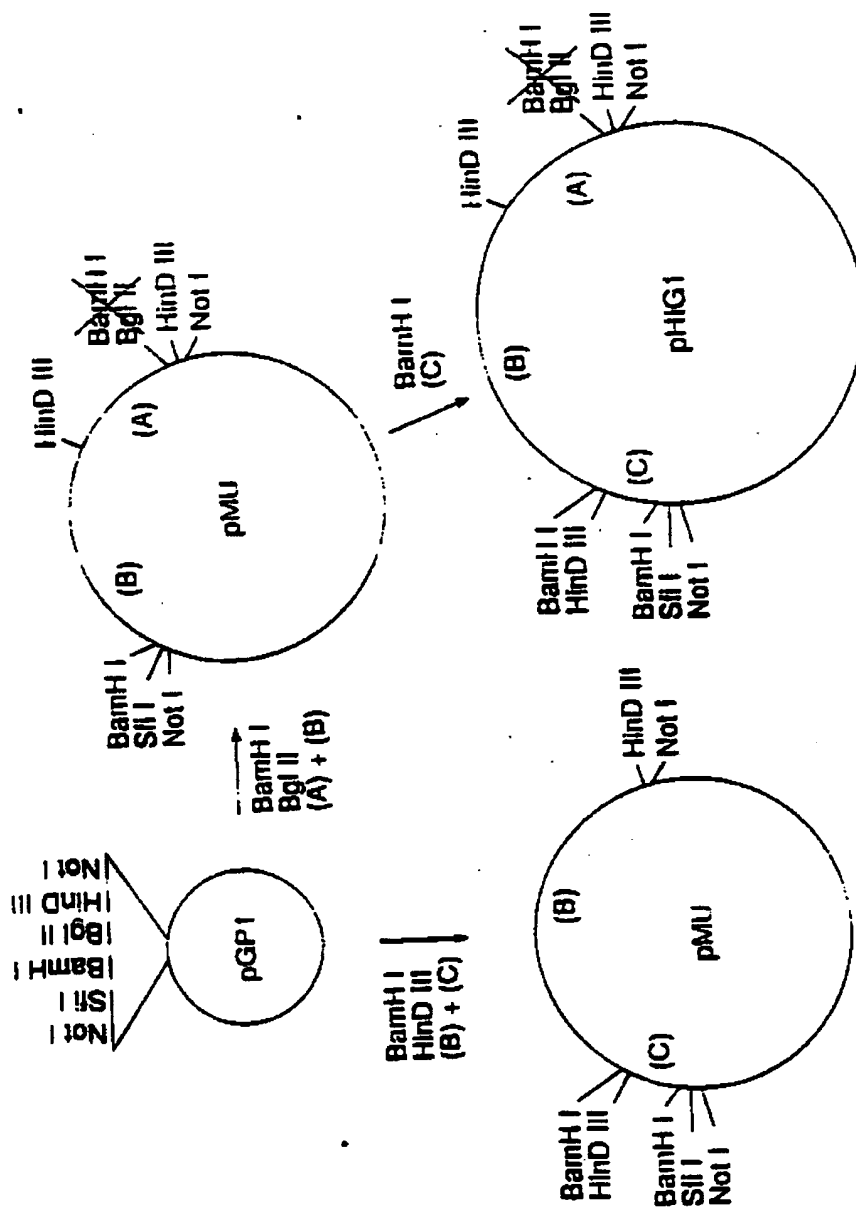 Not I
Sfi I
BamH I
Bgl II
HinD III
Not I
pGP1
BamH I
Bgl II
(A) + (B)
BamH I
Sfi I
Not I
(B)
HinD III
(A)
BamH I
Bgl II
HinD III
Not I
pMU
BamH I
HinD III
(B) + (C)
BamH I
(C)
BamH I
HinD III
(C)
BamH I
Sfi I
Not I
(B)
HinD III
Not I
pMU
BamH I
HinD III
(C)
BamH I
Sfi I
Not I
(B)
HinD III
(A)
BamH I
Bgl II
HinD III
Not I
pHIG1